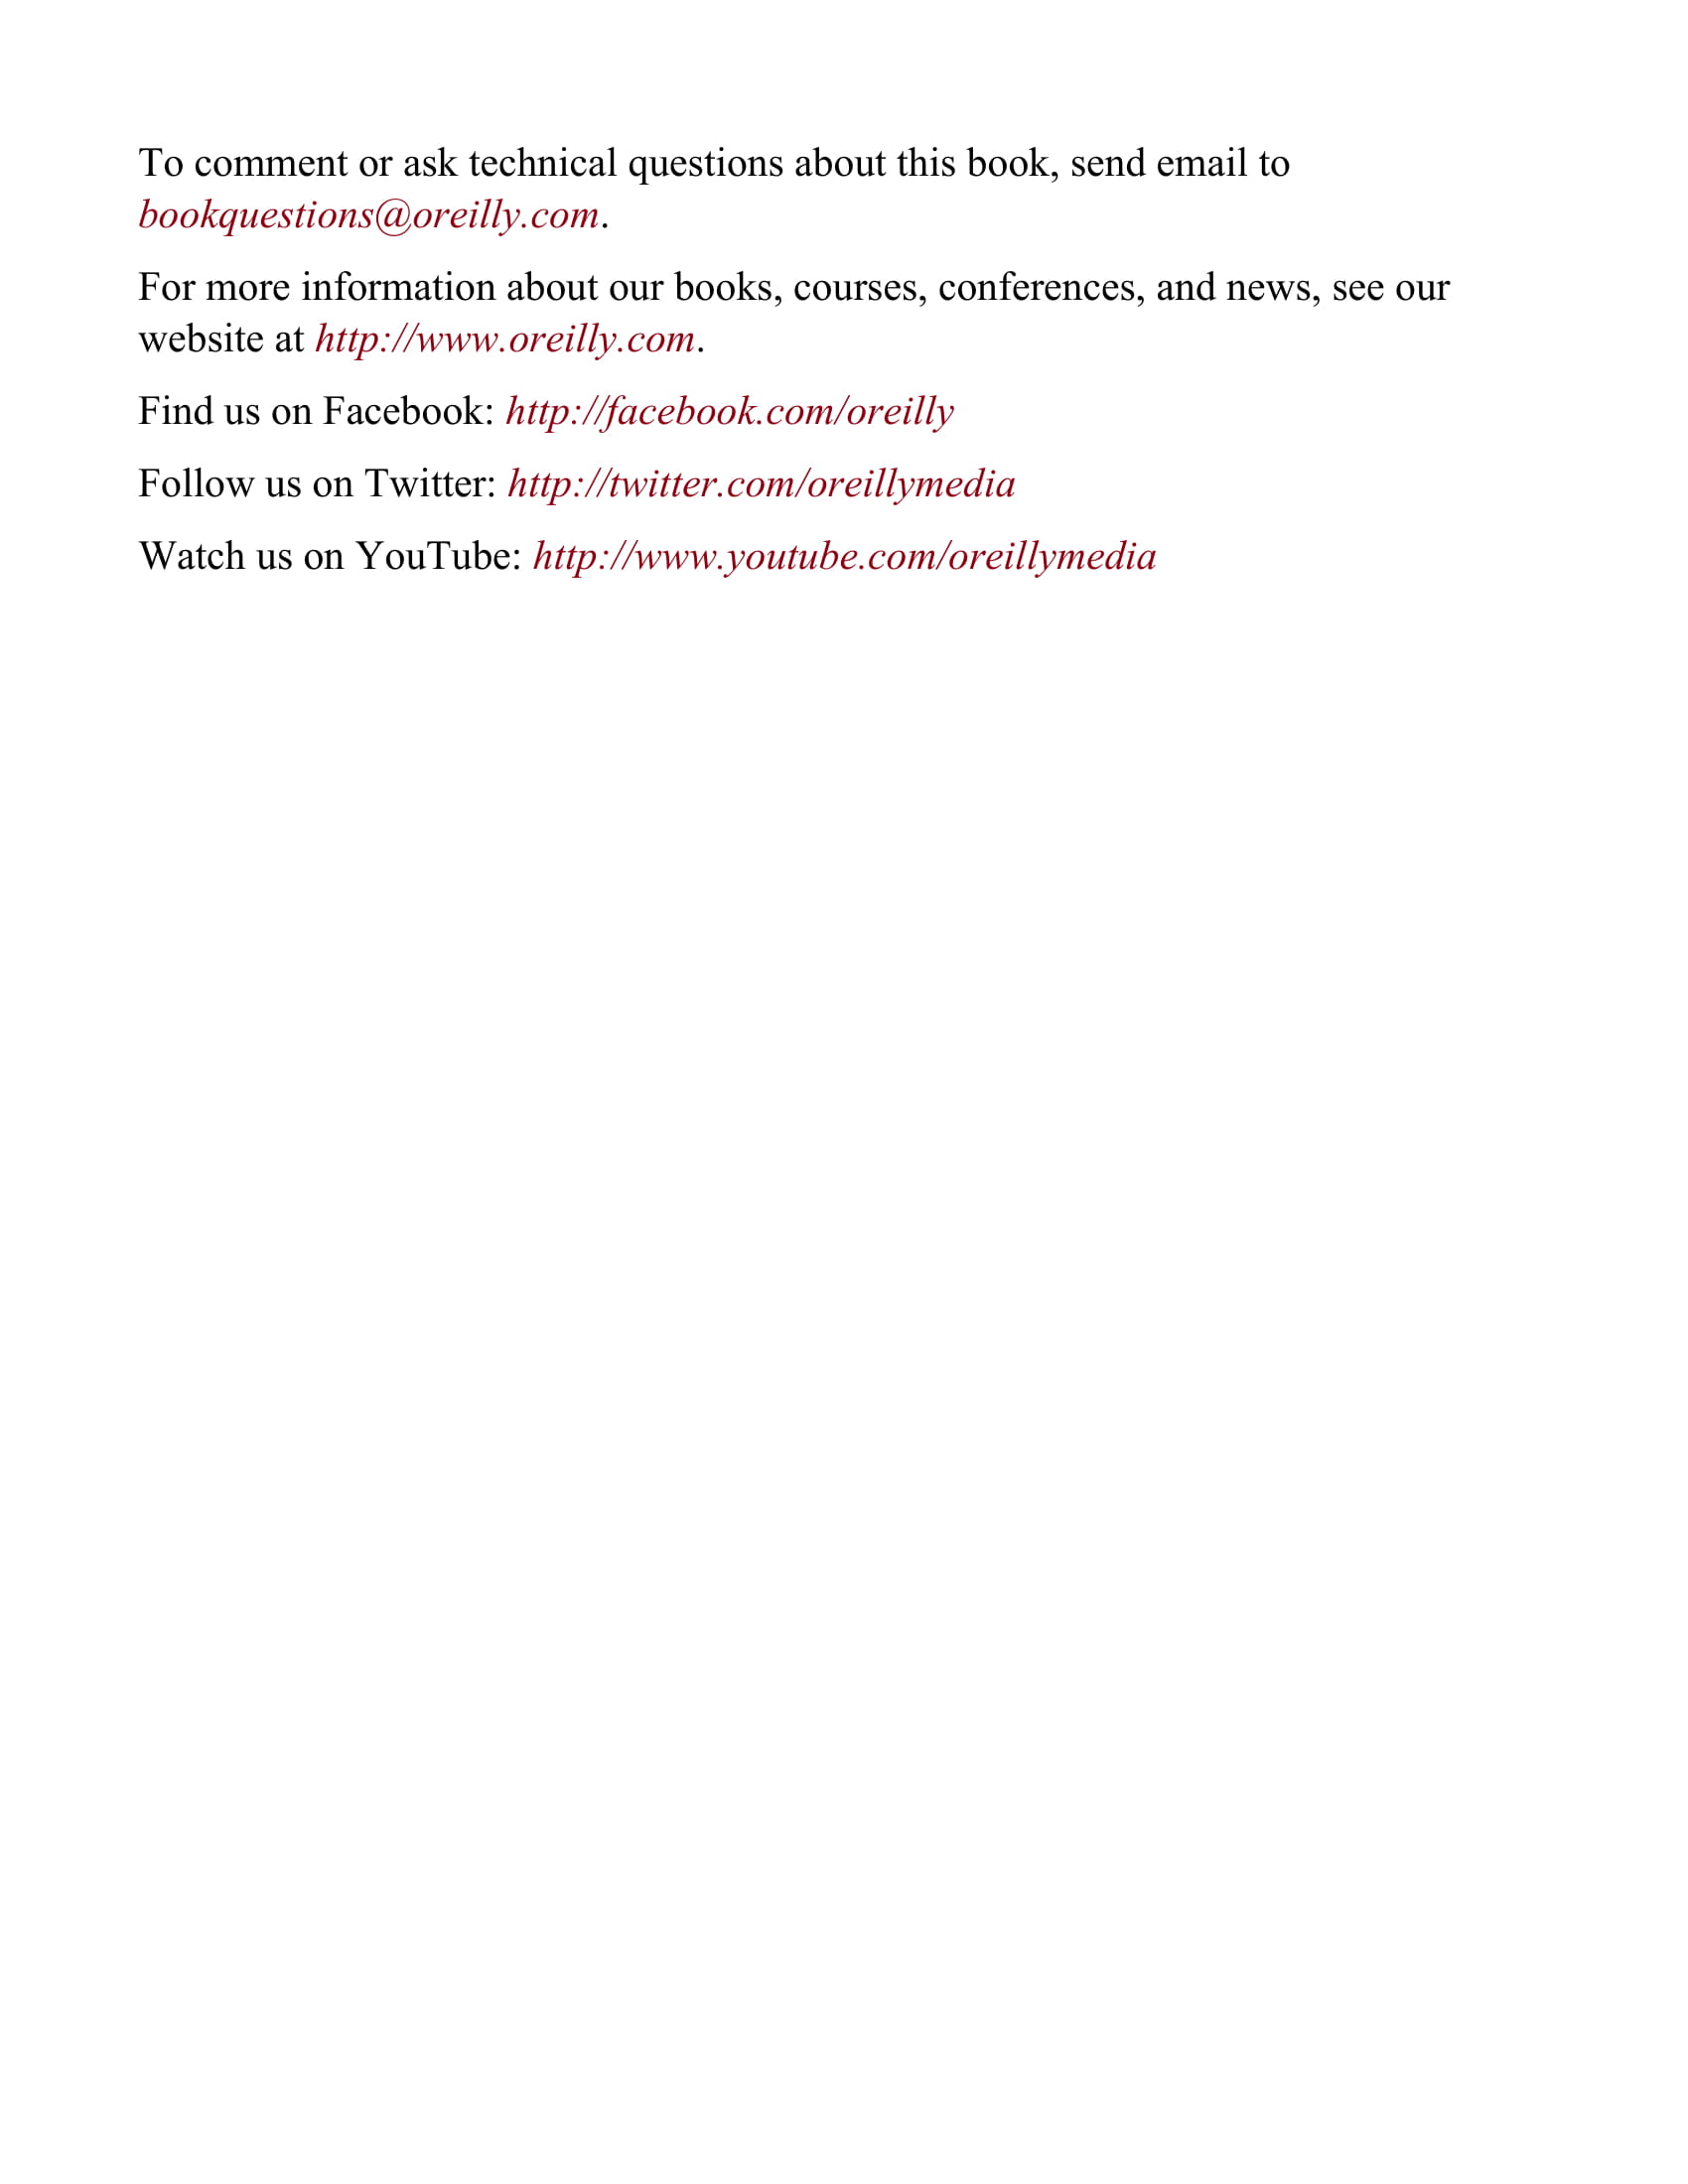 To comment or ask technical questions about this book, send email to
bookquestions@oreilly.com.
For more information about our books, courses, conferences, and news, see our
website at http://www.oreilly.com.
Find us on Facebook: http://facebook.com/oreilly
Follow us on Twitter: http://twitter.com/oreillymedia
Watch us on YouTube: http://www.youtube.com/oreillymedia